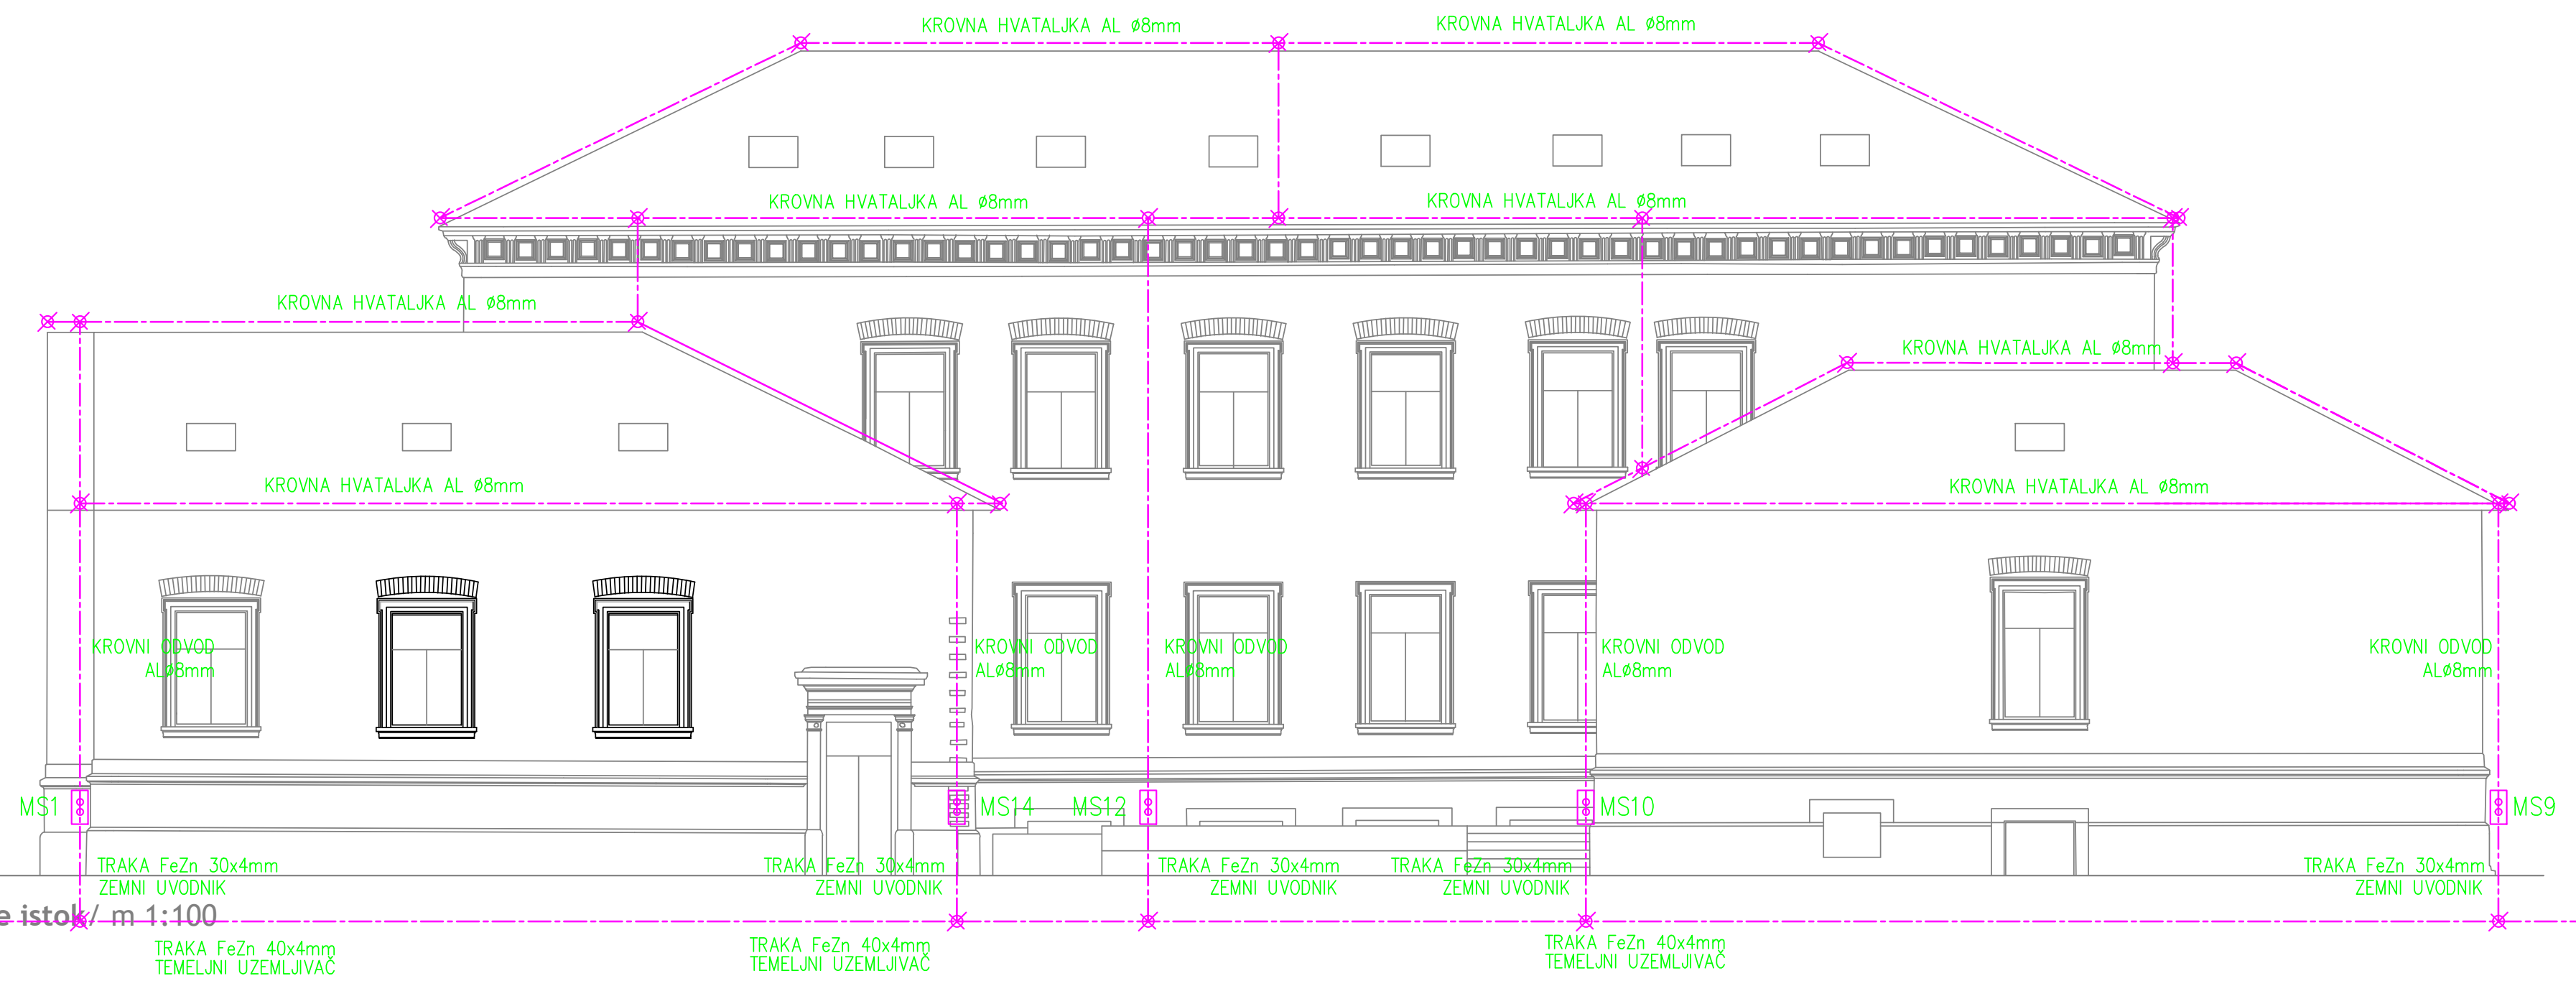 KROVNA HVATALJKA AL ø8mm
KROVNA HVATALJKA AL ø8mm
KROVNA HVATALJKA AL ø8mm
KROVNA HVATALJKA AL ø8mm
KROVNA HVATALJKA AL ø8mm
KROVNA HVATALJKA AL ø8mm
KROVNA HVATALJKA AL ø8mm
KROVNA HVATALJKA AL ø8mm
KROVNI ODVOD
ALø8mm
KROVNI ODVOD
ALø8mm
KROVNI ODVOD
ALø8mm
KROVNI ODVOD
ALø8mm
KROVNI ODVOD
ALø8mm
MS1
MS14
MS12
MS10
MS9
TRAKA FeZn 30x4mm
ZEMNI UVODNIK
TRAKA FeZn 30x4mm
ZEMNI UVODNIK
TRAKA FeZn 30x4mm
ZEMNI UVODNIK
TRAKA FeZn 30x4mm
ZEMNI UVODNIK
TRAKA FeZn 30x4mm
ZEMNI UVODNIK
e istok/ m 1:100
TRAKA FeZn 40x4mm
TEMELJNI UZEMLJIVAČ
TRAKA FeZn 40x4mm
TEMELJNI UZEMLJIVAČ
TRAKA FeZn 40x4mm
TEMELJNI UZEMLJIVAČ